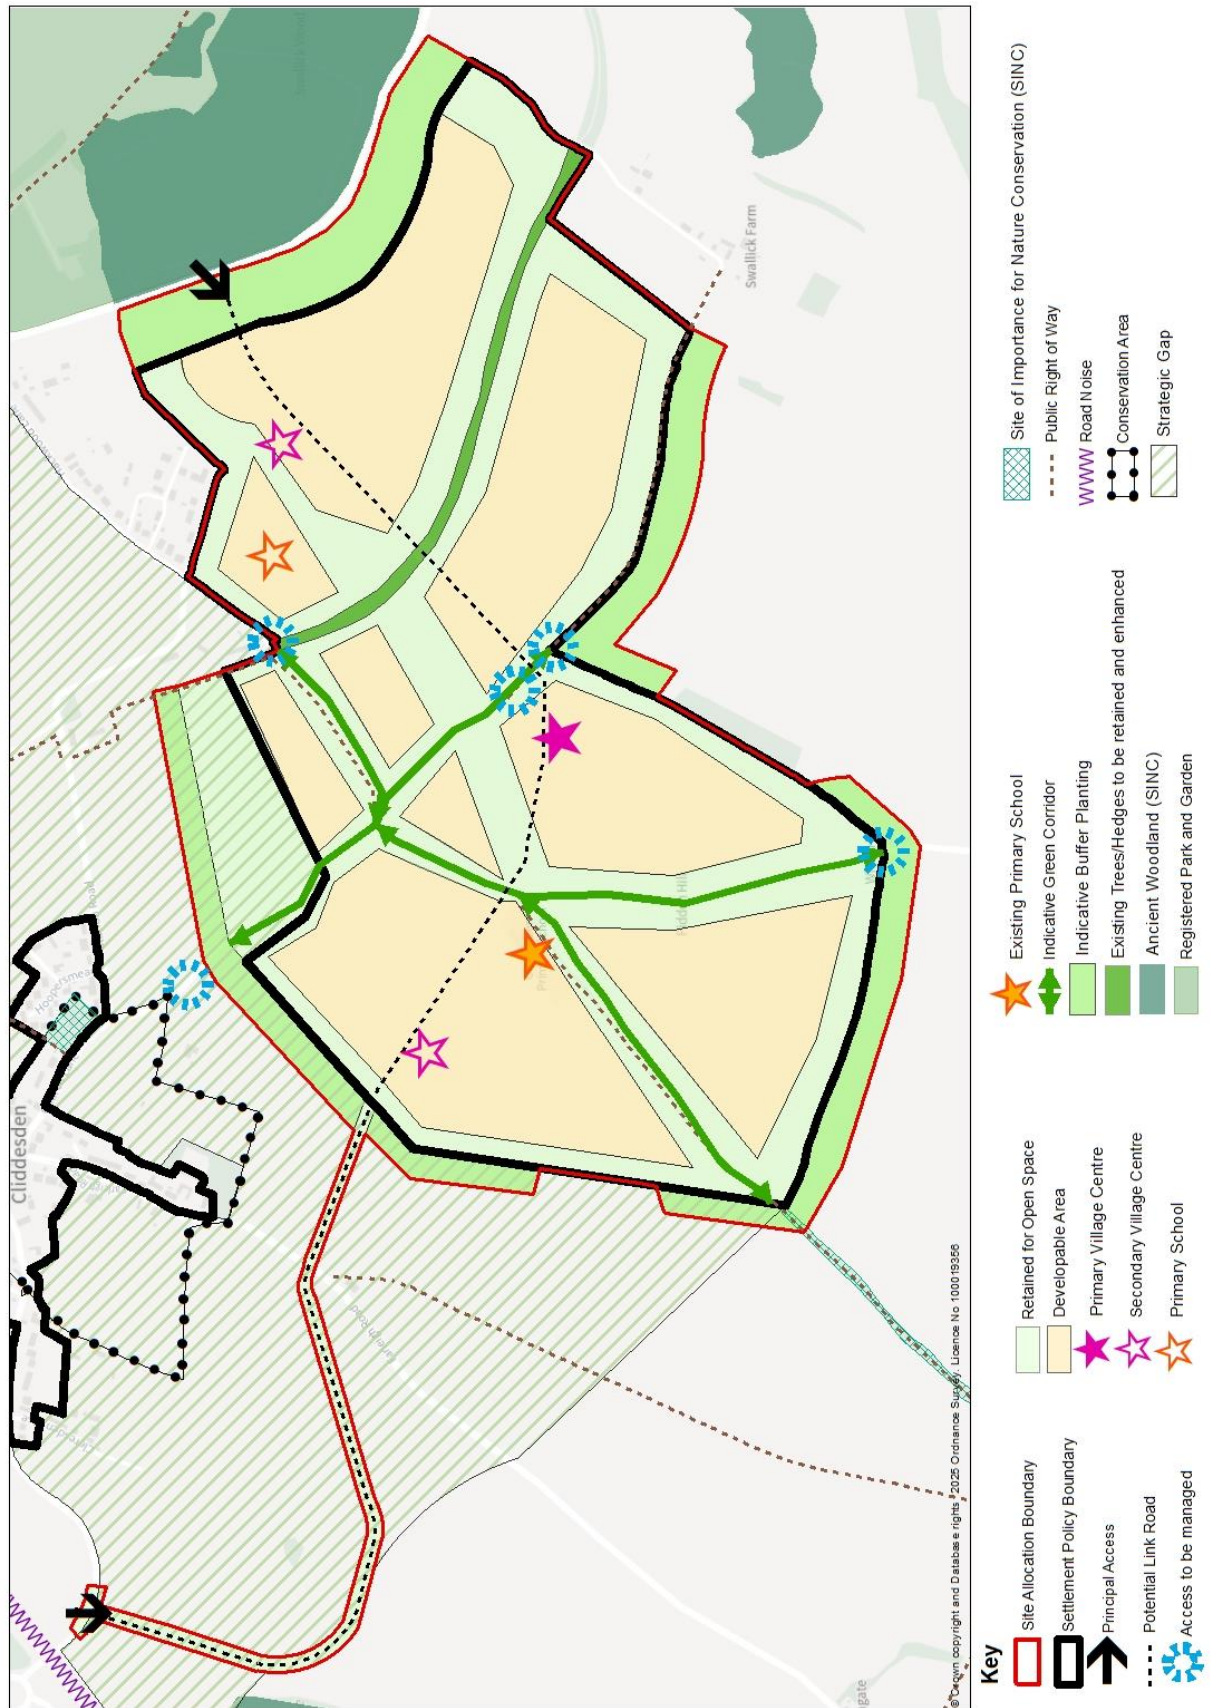 Cliddesden
Hoopersmead
Swallick Farm
© Crown copyright and Database rights 2025 Ordnance Survey. Licence No 100019356
Key
Site Allocation Boundary
Settlement Policy Boundary
Principal Access
Potential Link Road
Access to be managed
Retained for Open Space
Developable Area
Primary Village Centre
Secondary Village Centre
Primary School
Existing Primary School
Indicative Green Corridor
Indicative Buffer Planting
Existing Trees/Hedges to be retained and enhanced
Ancient Woodland (SINC)
Registered Park and Garden
Site of Importance for Nature Conservation (SINC)
Public Right of Way
Road Noise
Conservation Area
Strategic Gap